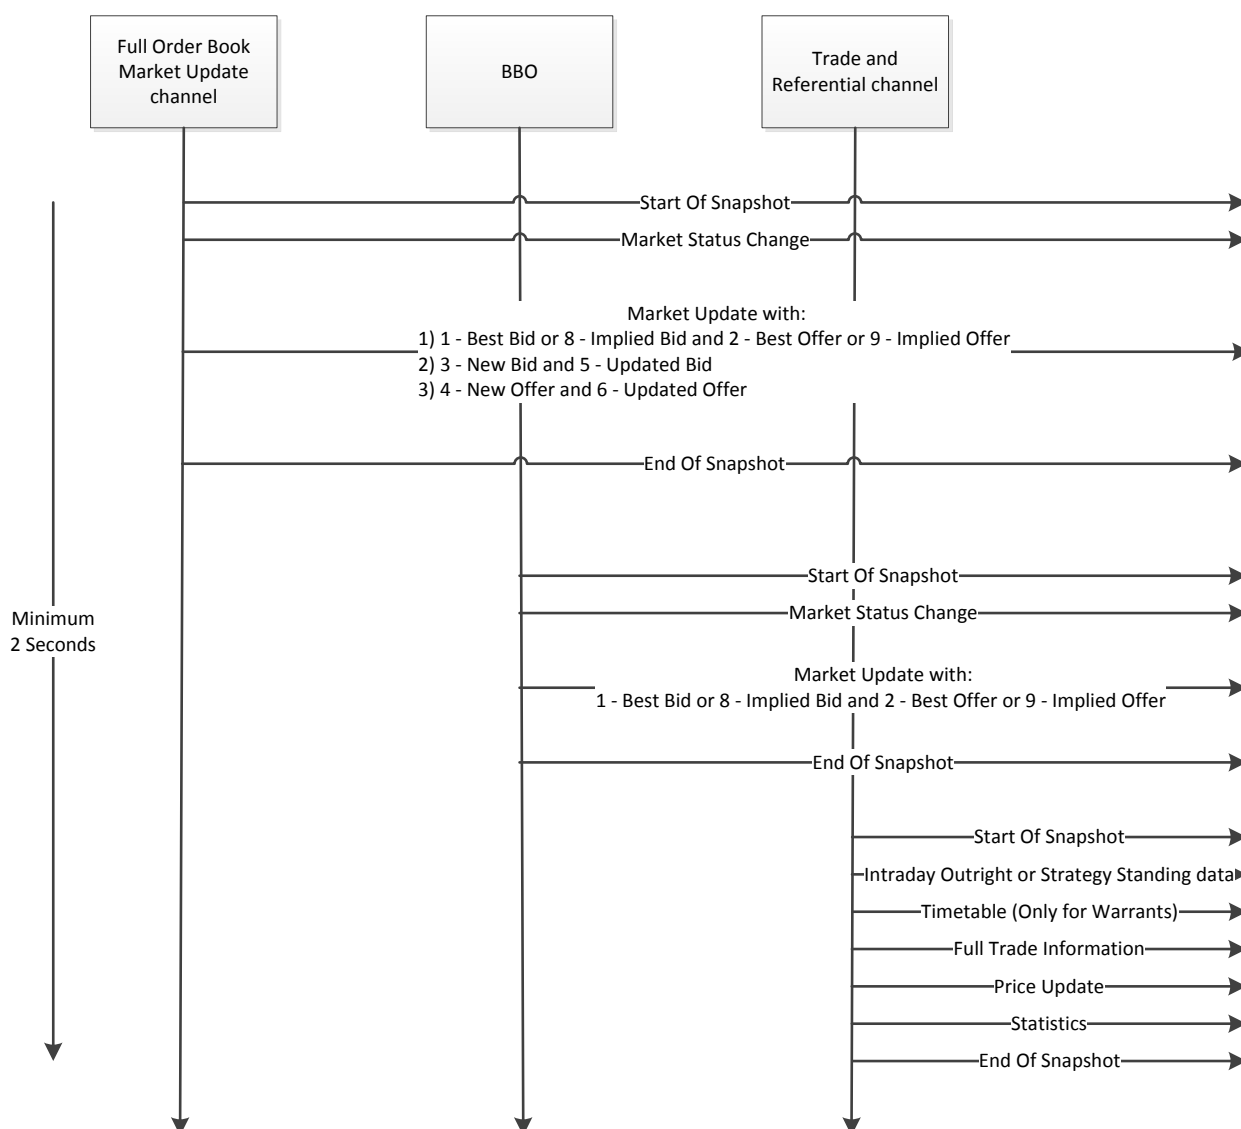 Full Order Book
Market Update
channel
BBO
Trade and
Referential channel
Start Of Snapshot
Market Status Change
Market Update with:
1) 1 - Best Bid or 8 - Implied Bid and 2 - Best Offer or 9 - Implied Offer
2) 3 - New Bid and 5 - Updated Bid
3) 4 - New Offer and 6 - Updated Offer
End Of Snapshot
Start Of Snapshot
Minimum
2 Seconds
Market Status Change
Market Update with:
1 - Best Bid or 8 - Implied Bid and 2 - Best Offer or 9 - Implied Offer
End Of Snapshot
Start Of Snapshot
Intraday Outright or Strategy Standing data
Timetable (Only for Warrants)
Full Trade Information
Price Update
Statistics
End Of Snapshot